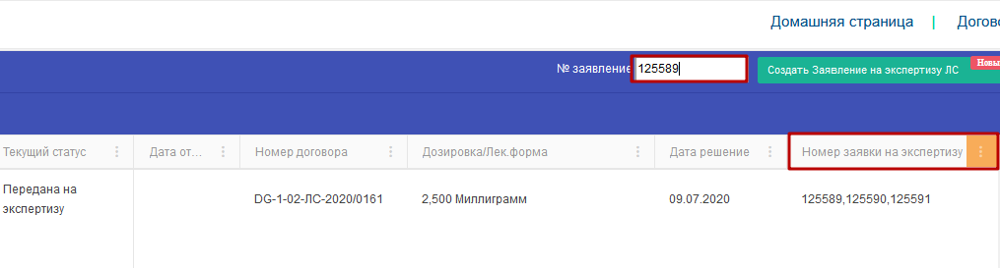 Домашняя страница | Догово
№ заявление 125589 Создать Заявление на экспертизу ЛС Новы
Текущий статус Дата от... Номер договора Дозировка/Лек.форма Дата решение Номер заявки на экспертизу
Передана на
экспертизу
DG-1-02-ЛС-2020/0161 2,500 Миллиграмм 09.07.2020 125589,125590,125591